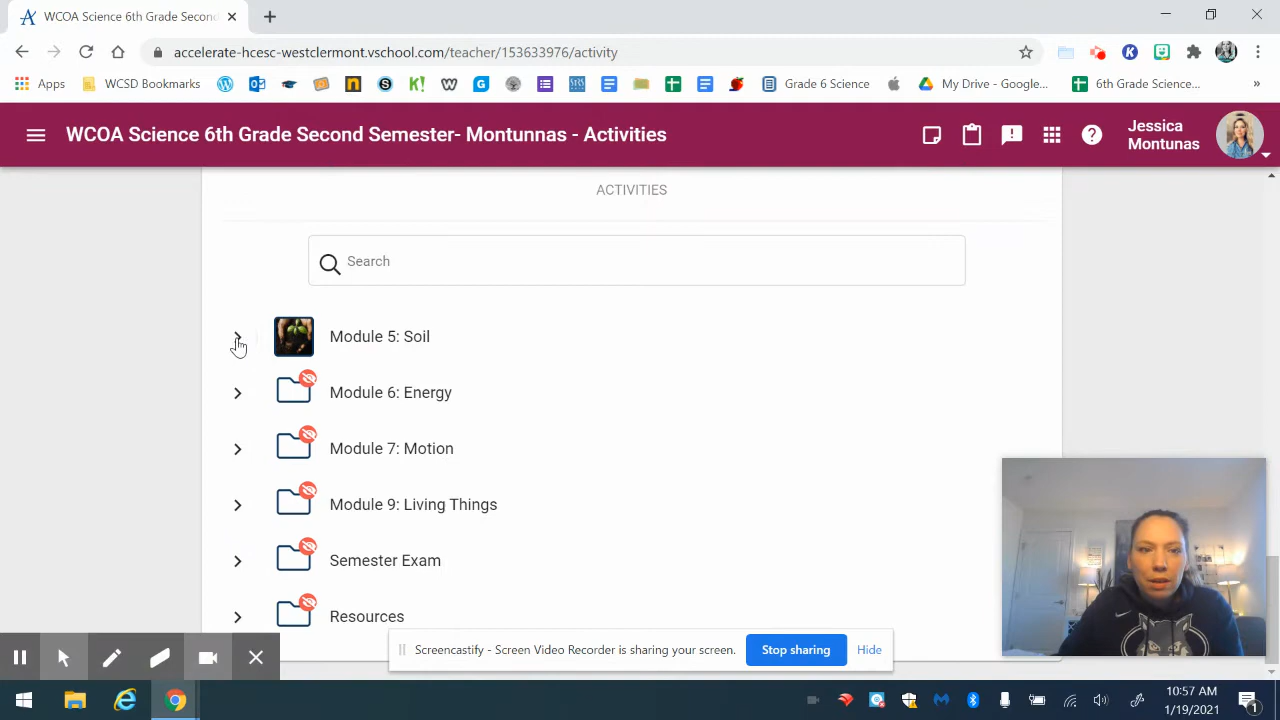 WCOA Science 6th Grade Second
accelerate-hcesc-westclermont.vschool.com/teacher/153633976/activity
Apps
WCSD Bookmarks
Grade 6 Science
My Drive - Google...
6th Grade Science...
WCOA Science 6th Grade Second Semester- Montunnas - Activities
Jessica
Montunas
ACTIVITIES
Search
Module 5: Soil
Module 6: Energy
Module 7: Motion
Module 9: Living Things
Semester Exam
Resources
Screencastify - Screen Video Recorder is sharing your screen.
Stop sharing
Hide
10:57 AM
1/19/2021
1